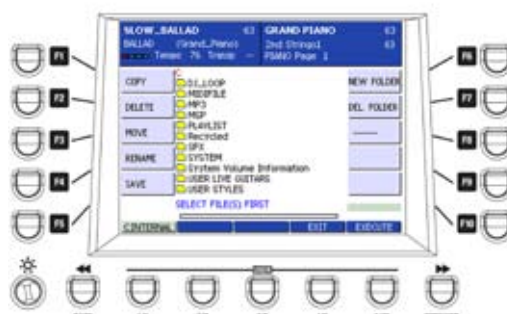 SLOW_BALLAD 63 GRAND PIANO 63
BALLAD (Grand_Piano) 2nd Strings1 63
Tempo 76 PIANO Page 1
F1
F2
F3
F4
F5
F6
F7
F8
F9
F10
COPY
DELETE
MOVE
RENAME
SAVE
DJ_LOOP
MIDIFILE
MP3
MSP
PLAYLIST
Recycled
SFX
SYSTEM
System Volume Information
USER LIVE GUITARS
USER STYLES
NEW FOLDER
DEL. FOLDER
SELECT FILE(S) FIRST
EXIT EXECUTE